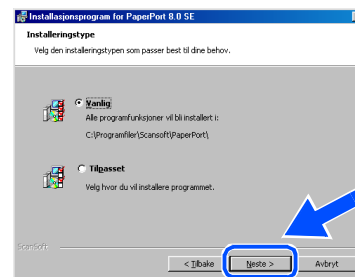 Installasjonsprogram for PaperPort 8.0 SE
Installeringstype
Velg den installeringstypen som passer best til dine behov.
Vanlig
Alle programfunksjoner vil bli installert i:
C:\Programfiler\Scansoft\PaperPort\
Tilpasset
Velg hvor du vil installere programmet.
ScanSoft
< Tilbake Neste > Avbryt